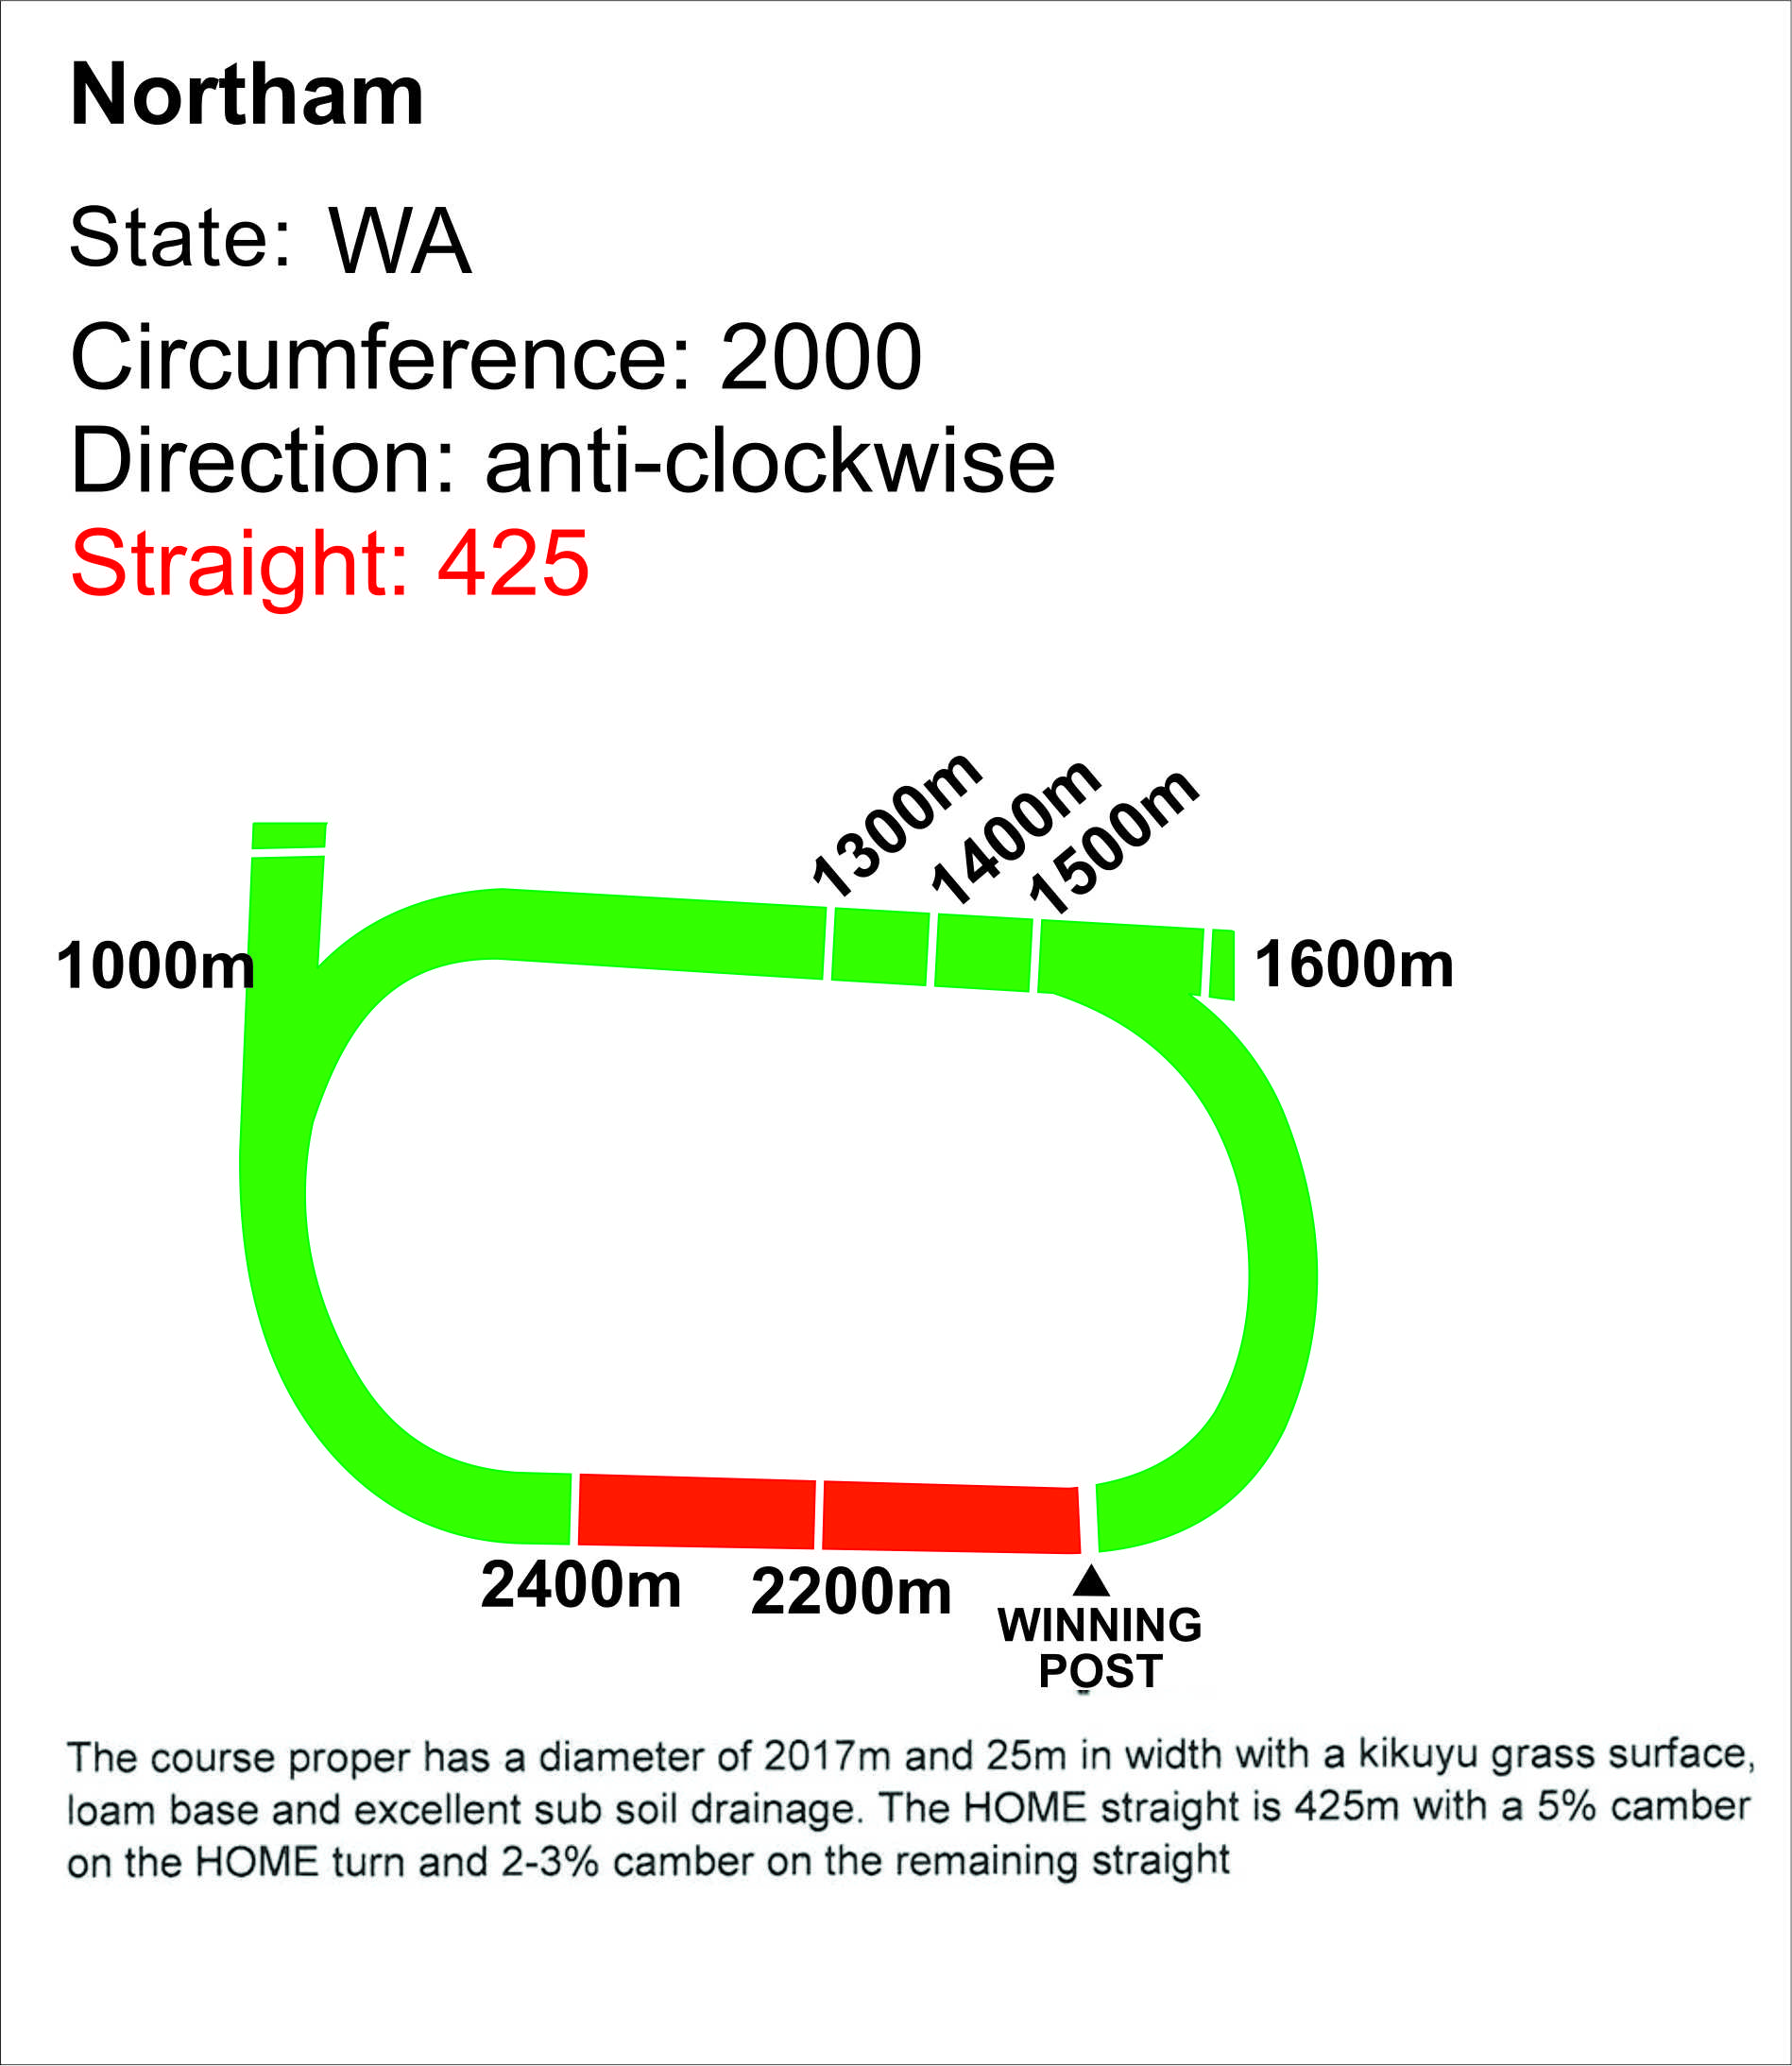 Northam
State: WA
Circumference: 2000
Direction: anti-clockwise
Straight: 425
1300m
1400m
1500m
1000m
1600m
2400m
2200m
WINNING
POST
The course proper has a diameter of 2017m and 25m in width with a kikuyu grass surface,
loam base and excellent sub soil drainage. The HOME straight is 425m with a 5% camber
on the HOME turn and 2-3% camber on the remaining straight